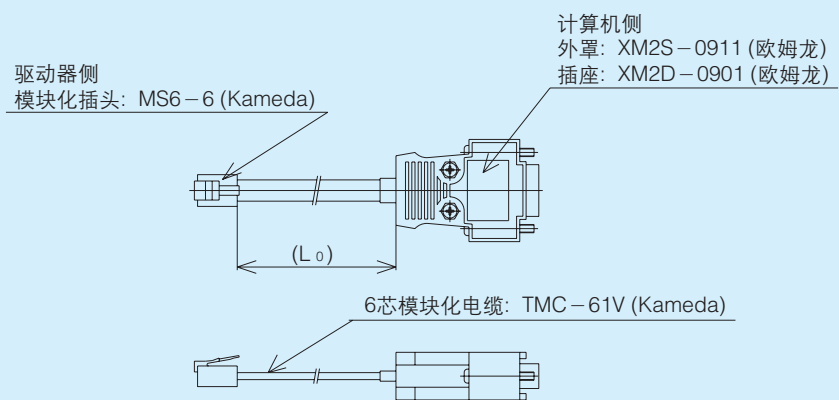 计算机侧
外罩: XM2S－0911 (欧姆龙)
插座: XM2D－0901 (欧姆龙)
驱动器侧
模块化插头: MS6－6 (Kameda)
(L 0)
6芯模块化电缆: TMC－61V (Kameda)